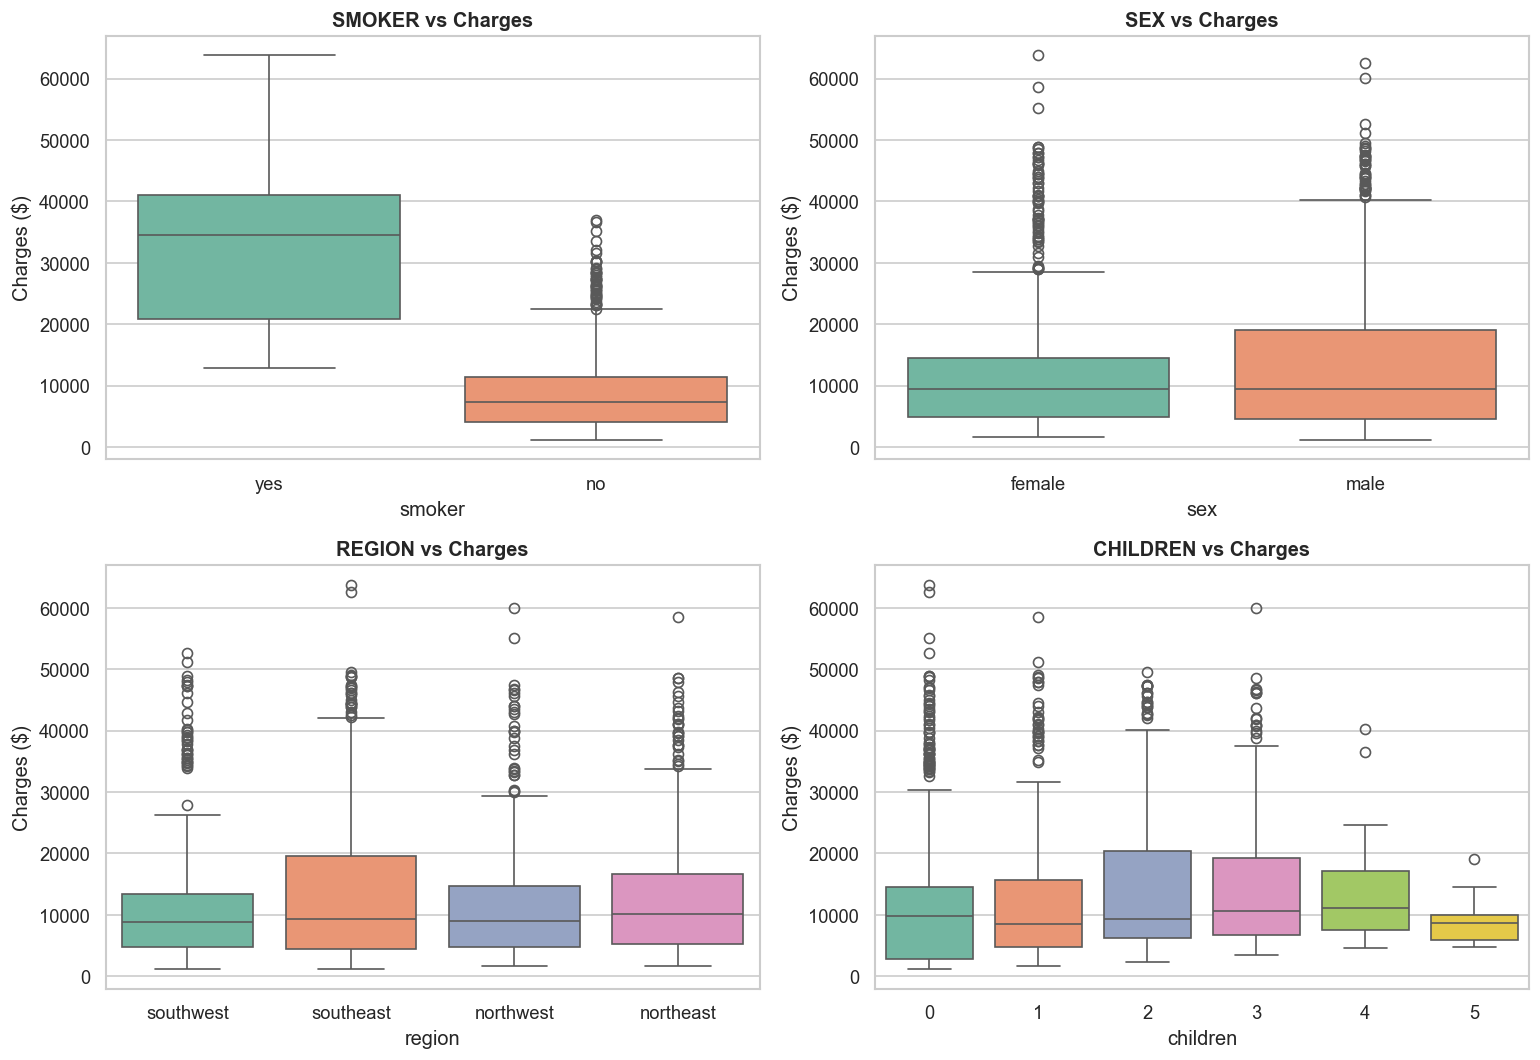 SMOKER vs Charges
Charges ($)
60000
50000
40000
30000
20000
10000
0
yes
no
smoker
SEX vs Charges
Charges ($)
60000
50000
40000
30000
20000
10000
0
female
male
sex
REGION vs Charges
Charges ($)
60000
50000
40000
30000
20000
10000
0
southwest
southeast
northwest
northeast
region
CHILDREN vs Charges
Charges ($)
60000
50000
40000
30000
20000
10000
0
0
1
2
3
4
5
children